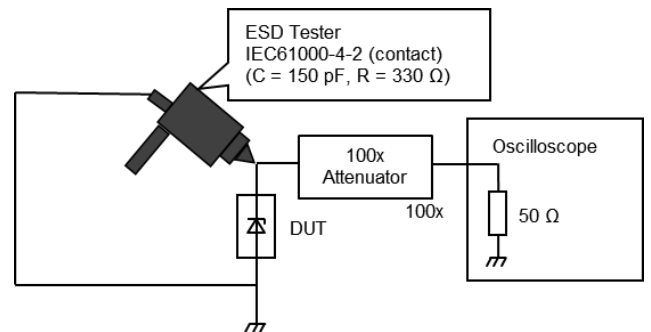 ESD Tester
IEC61000-4-2 (contact)
(C = 150 pF, R = 330 Ω)
100x
Attenuator
100x
Oscilloscope
50 Ω
DUT